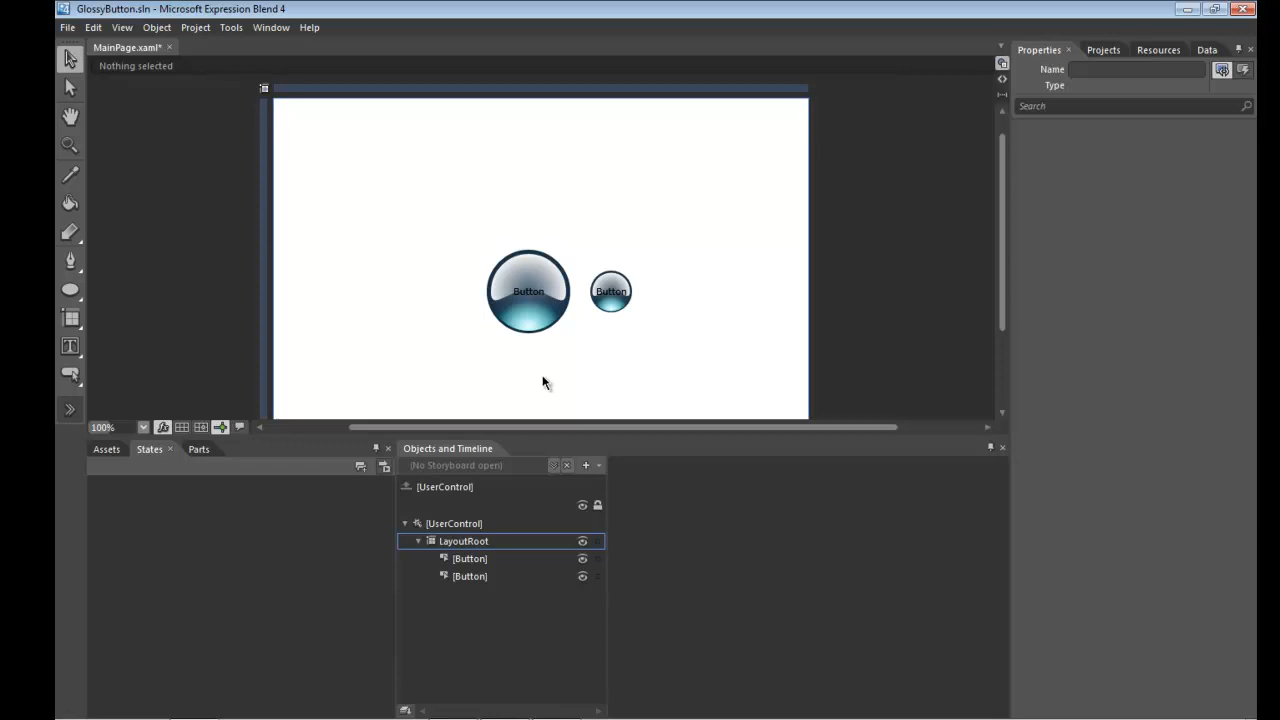 GlossyButton.sln - Microsoft Expression Blend 4
File Edit View Object Project Tools Window Help
MainPage.xaml*
Nothing selected
Properties Projects Resources Data
Name
Type
Search
Button
Button
100%
Assets States Parts
Objects and Timeline
(No Storyboard open)
[UserControl]
[UserControl]
LayoutRoot
[Button]
[Button]